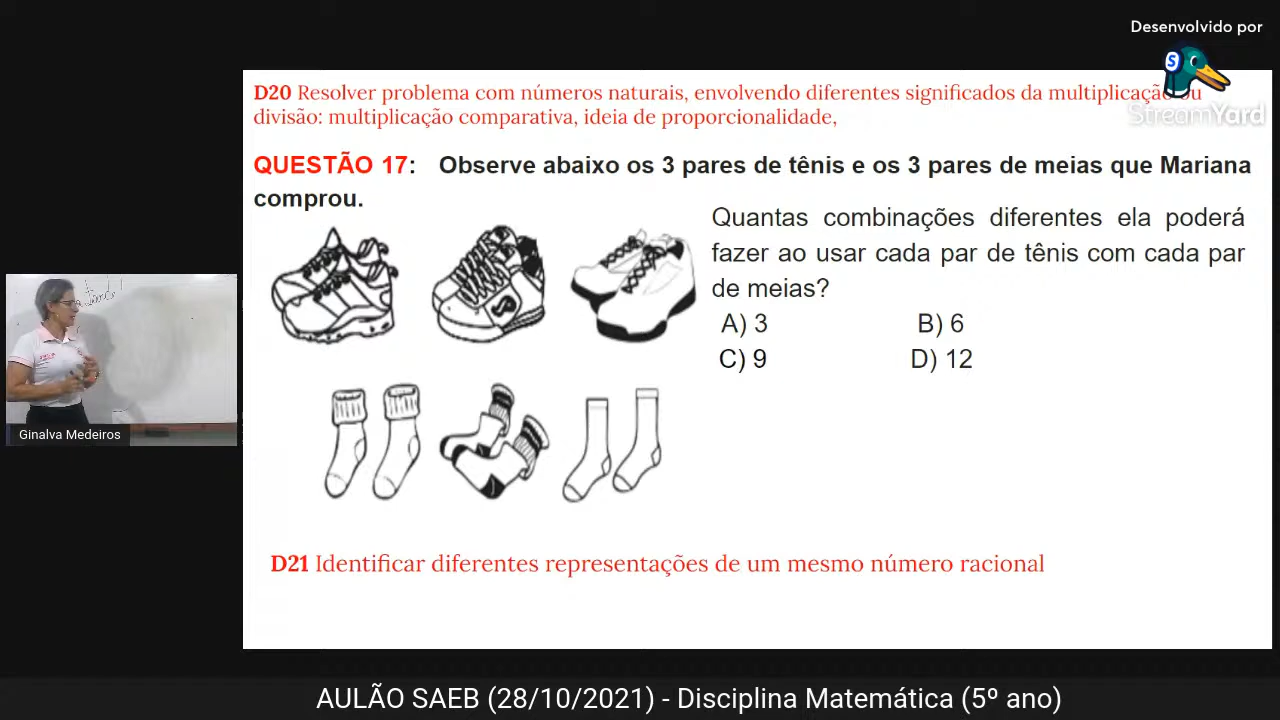 Desenvolvido por
StreamYard
D20 Resolver problema com números naturais, envolvendo diferentes significados da multiplicação ou
divisão: multiplicação comparativa, ideia de proporcionalidade,
QUESTÃO 17: Observe abaixo os 3 pares de tênis e os 3 pares de meias que Mariana
comprou.
Quantas combinações diferentes ela poderá
fazer ao usar cada par de tênis com cada par
de meias?
A) 3 B) 6
C) 9 D) 12
Ginalva Medeiros
D21 Identificar diferentes representações de um mesmo número racional
AULÃO SAEB (28/10/2021) - Disciplina Matemática (5º ano)